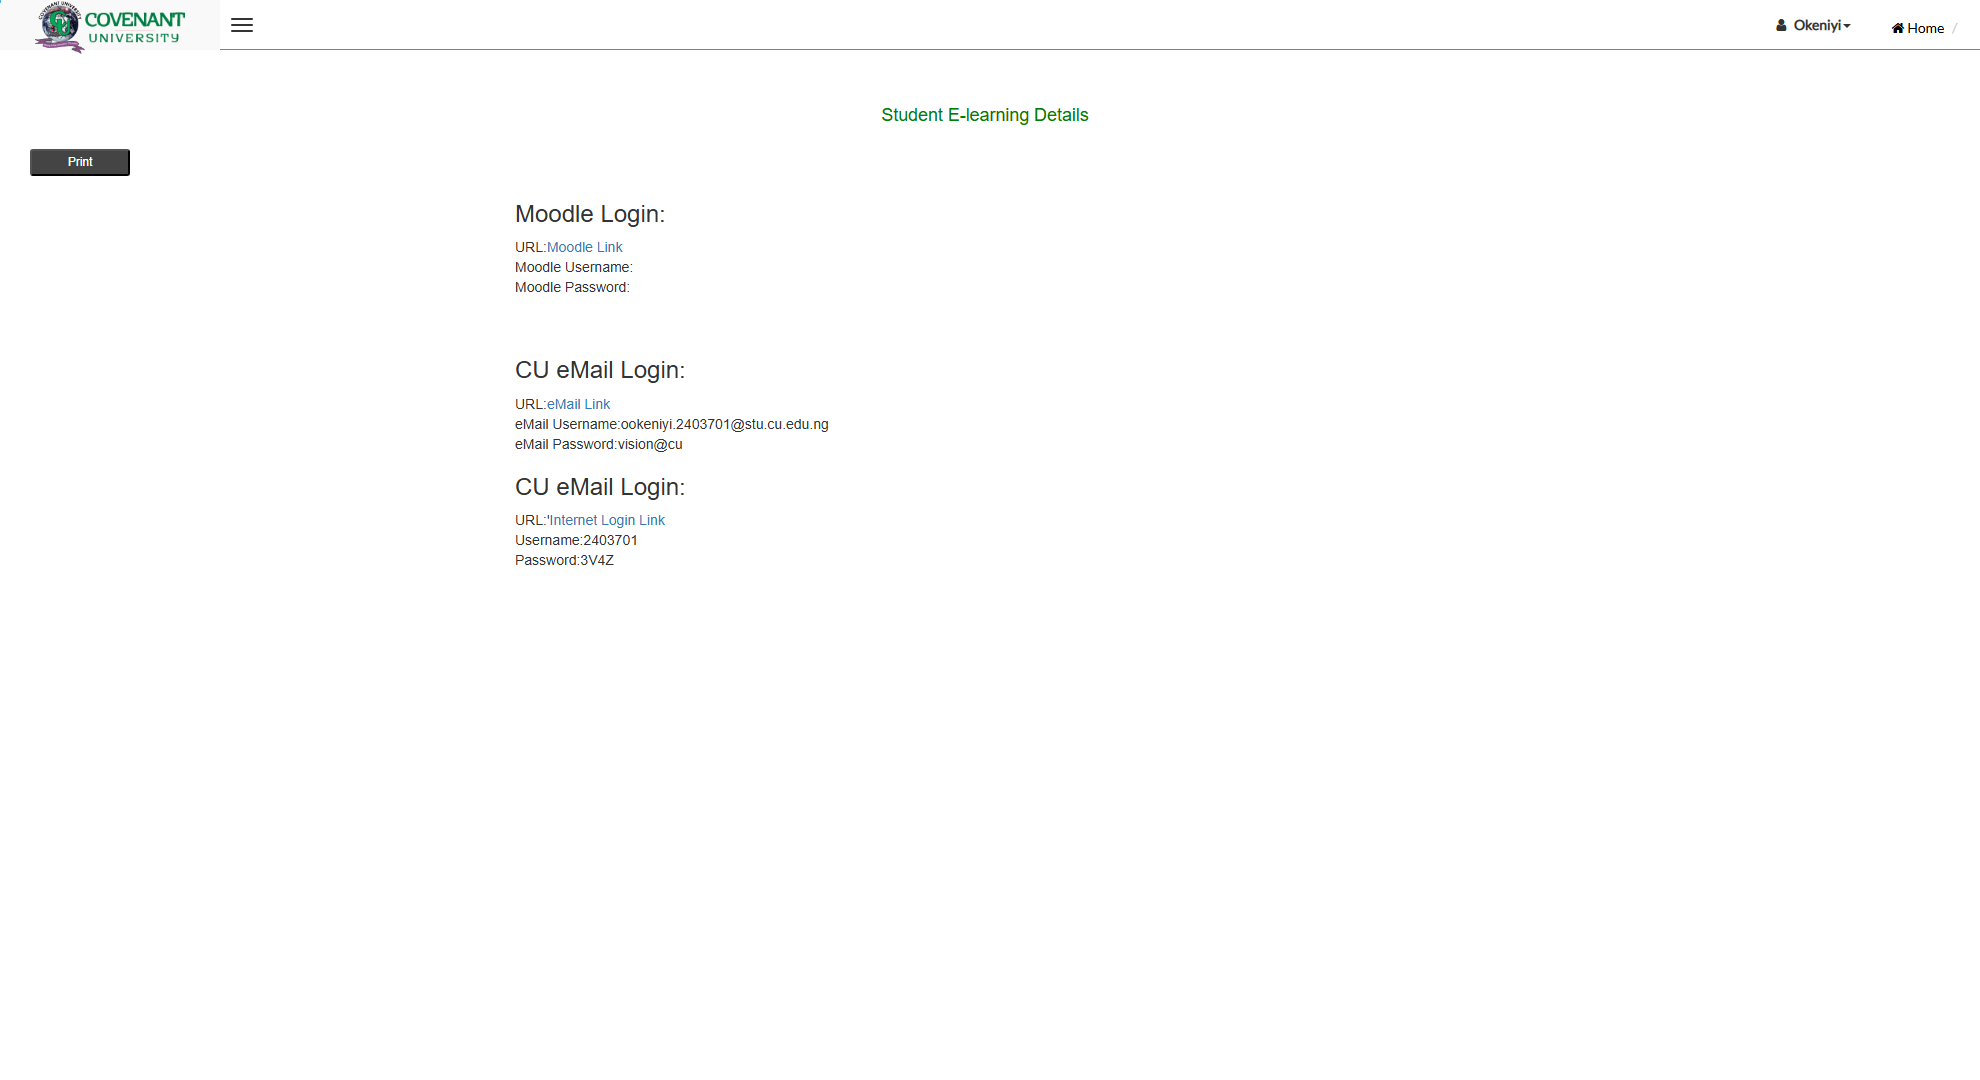 COVENANT UNIVERSITY
COVENANT
UNIVERSITY
Okeniyi
Home /
Student E-learning Details
Print
Moodle Login:
URL:Moodle Link
Moodle Username:
Moodle Password:
CU eMail Login:
URL:eMail Link
eMail Username:ookeniyi.2403701@stu.cu.edu.ng
eMail Password:vision@cu
CU eMail Login:
URL:'Internet Login Link
Username:2403701
Password:3V4Z